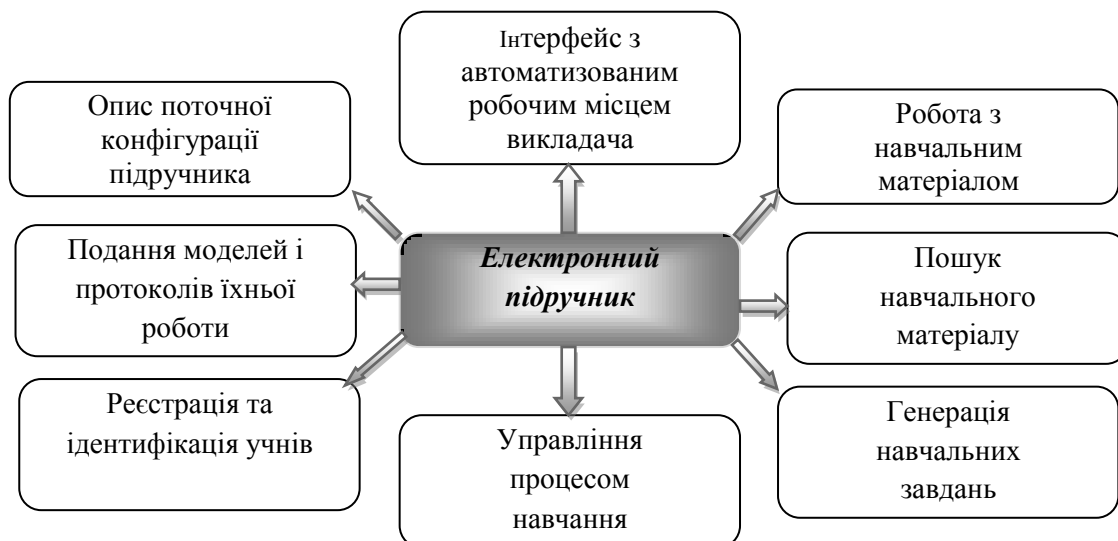 Інтерфейс з
автоматизованим
робочим місцем
викладача
Опис поточної
конфігурації
підручника
Робота з
навчальним
матеріалом
Подання моделей і
протоколів їхньої
роботи
Електронний
підручник
Пошук
навчального
матеріалу
Реєстрація та
ідентифікація учнів
Управління
процесом
навчання
Генерація
навчальних
завдань